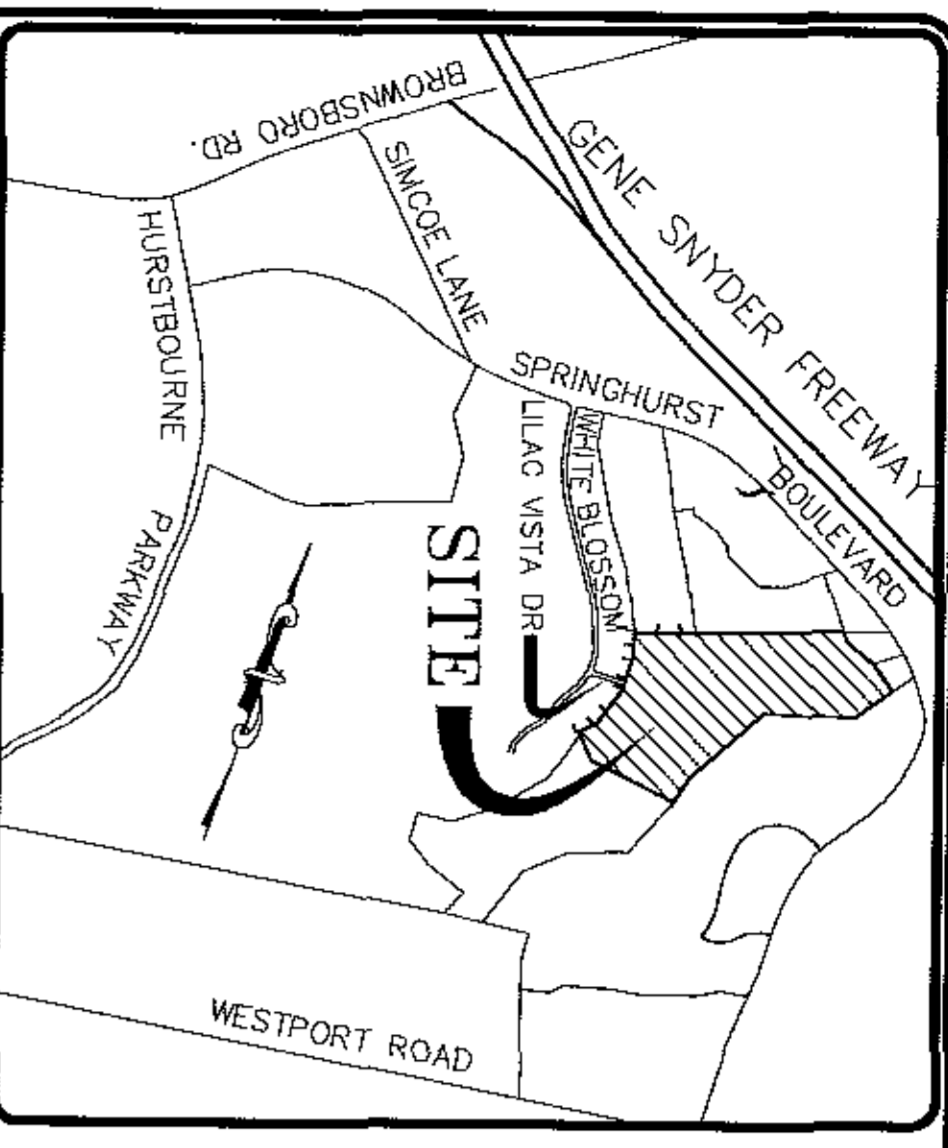 BROWNSBORO RD.
GENE SNYDER FREEWAY
SIMCOE LANE
HURSTBOURNE
PARKWAY
SPRINGHURST
BOULEVARD
WHITE BLOSSOM
LILAC VISTA DR
SITE
WESTPORT ROAD